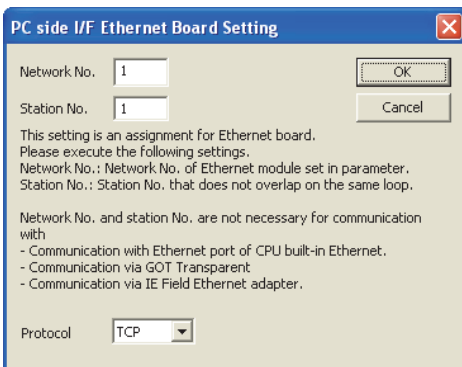 PC side I/F Ethernet Board Setting
Network No. 1 OK
Station No. 1 Cancel
This setting is an assignment for Ethernet board.
Please execute the following settings.
Network No.: Network No. of Ethernet module set in parameter.
Station No.: Station No. that does not overlap on the same loop.
Network No. and station No. are not necessary for communication
with
- Communication with Ethernet port of CPU built-in Ethernet.
- Communication via GOT Transparent
- Communication via IE Field Ethernet adapter.
Protocol TCP